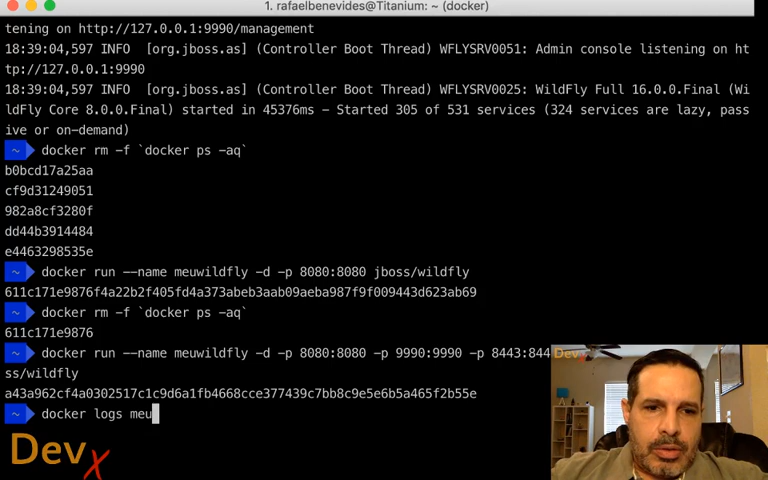 1. rafaelbenevides@Titanium: ~ (docker)
tening on http://127.0.0.1:9990/management
18:39:04,597 INFO  [org.jboss.as] (Controller Boot Thread) WFLYSRV0051: Admin console listening on ht
tp://127.0.0.1:9990
18:39:04,597 INFO  [org.jboss.as] (Controller Boot Thread) WFLYSRV0025: WildFly Full 16.0.0.Final (Wi
ldFly Core 8.0.0.Final) started in 45376ms - Started 305 of 531 services (324 services are lazy, pass
ive or on-demand)
~ docker rm -f `docker ps -aq`
b0bcd17a25aa
cf9d31249051
982a8cf3280f
dd44b3914484
e4463298535e
~ docker run --name meuwildfly -d -p 8080:8080 jboss/wildfly
611c171e9876f4a22b2f405fd4a373abeb3aab09aeba987f9f009443d623ab69
~ docker rm -f `docker ps -aq`
611c171e9876
~ docker run --name meuwildfly -d -p 8080:8080 -p 9990:9990 -p 8443:844
Dev
ss/wildfly
a43a962cf4a0302517c1c9d6a1fb4668cce377439c7bb8c9e5e6b5a465f2b55e
~ docker logs meu
Devx